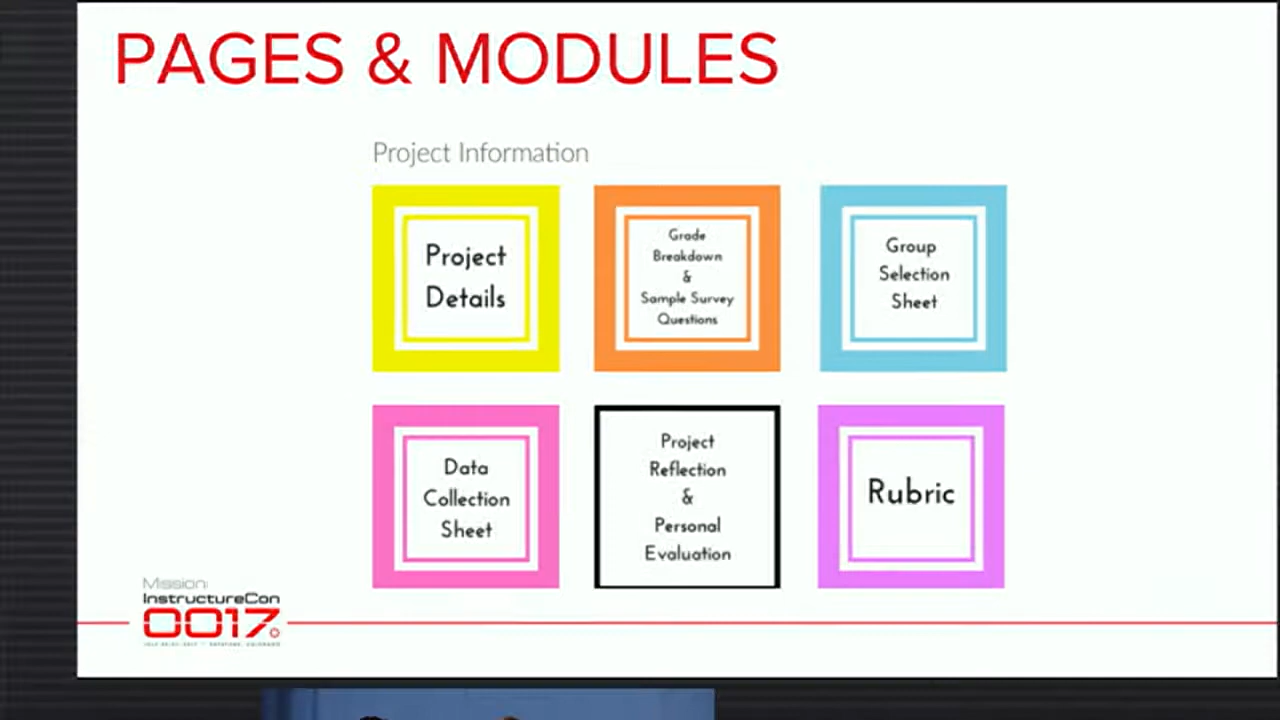 PAGES & MODULES
Project Information
Project
Details
Grade
Breakdown
&
Sample Survey
Questions
Group
Selection
Sheet
Data
Collection
Sheet
Project
Reflection
&
Personal
Evaluation
Rubric
Mission:
InstructureCon
0017